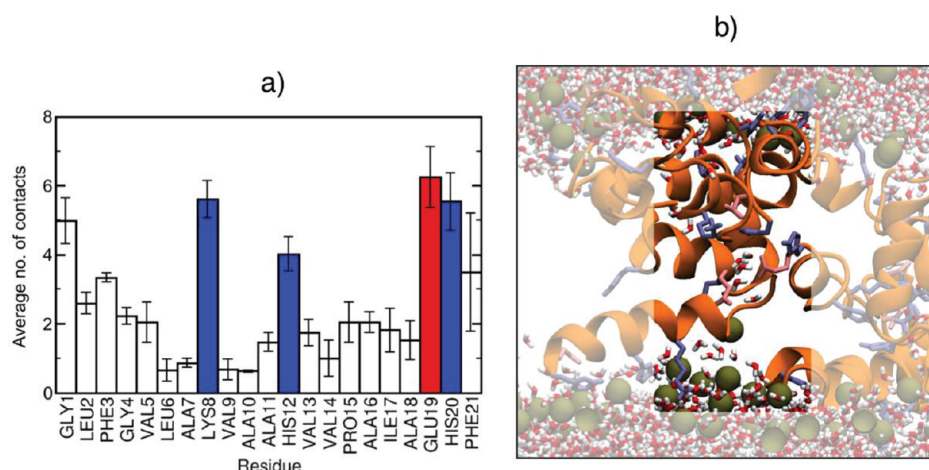 a)
b)
Average no. of contacts
8
6
4
2
0
GLY1
LEU2
PHE3
GLY4
VAL5
LEU6
ALA7
LYS8
VAL9
ALA10
ALA11
HIS12
VAL13
VAL14
PRO15
ALA16
ILE17
ALA18
GLU19
HIS20
PHE21
Residue